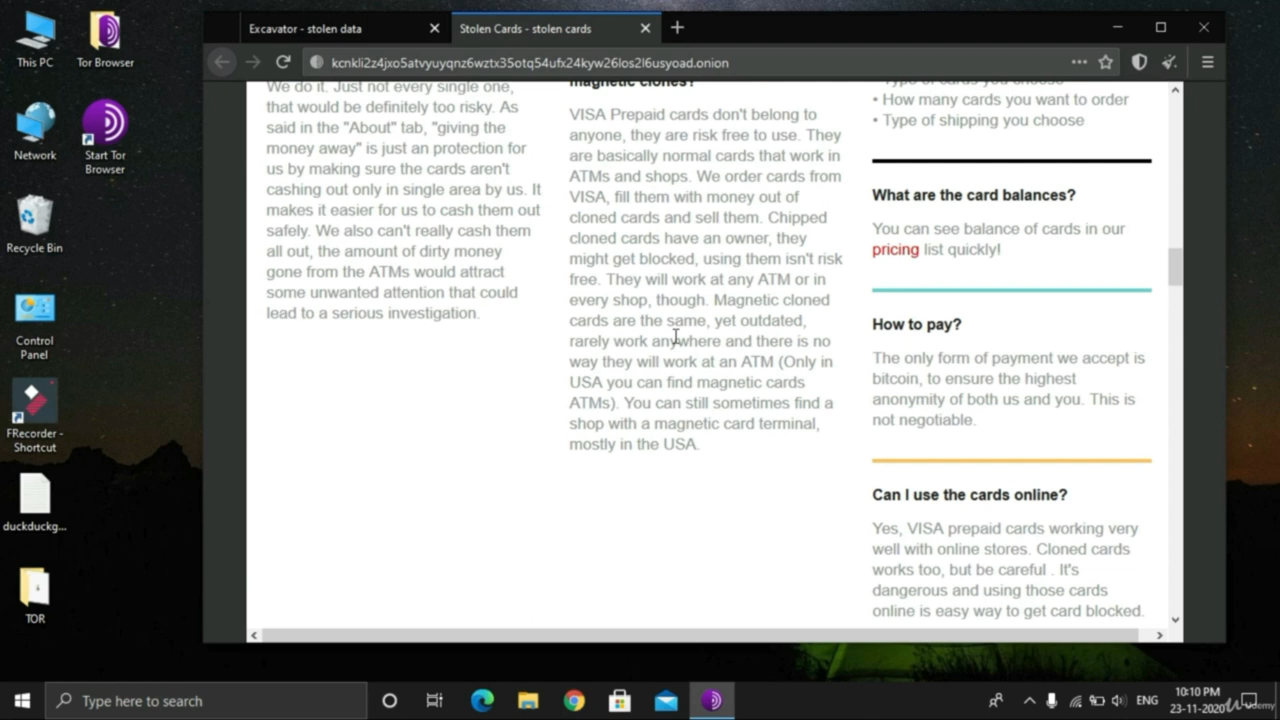 This PC
Tor Browser
Network
Start Tor
Browser
Recycle Bin
Control
Panel
FRecorder -
Shortcut
duckduckg...
TOR
Excavator - stolen data
Stolen Cards - stolen cards
kcnkli2z4jxo5atvyuyqnz6wztx35otq54ufx24kyw26los2l6usyoad.onion
We do it. Just not every single one,
that would be definitely too risky. As
said in the "About" tab, "giving the
money away" is just an protection for
us by making sure the cards aren't
cashing out only in single area by us. It
makes it easier for us to cash them out
safely. We also can't really cash them
all out, the amount of dirty money
gone from the ATMs would attract
some unwanted attention that could
lead to a serious investigation.
magnetic clones?
VISA Prepaid cards don't belong to
anyone, they are risk free to use. They
are basically normal cards that work in
ATMs and shops. We order cards from
VISA, fill them with money out of
cloned cards and sell them. Chipped
cloned cards have an owner, they
might get blocked, using them isn't risk
free. They will work at any ATM or in
every shop, though. Magnetic cloned
cards are the same, yet outdated,
rarely work anywhere and there is no
way they will work at an ATM (Only in
USA you can find magnetic cards
ATMs). You can still sometimes find a
shop with a magnetic card terminal,
mostly in the USA.
• Type of cards you choose
• How many cards you want to order
• Type of shipping you choose
What are the card balances?
You can see balance of cards in our
pricing list quickly!
How to pay?
The only form of payment we accept is
bitcoin, to ensure the highest
anonymity of both us and you. This is
not negotiable.
Can I use the cards online?
Yes, VISA prepaid cards working very
well with online stores. Cloned cards
works too, but be careful . It's
dangerous and using those cards
online is easy way to get card blocked.
Type here to search
ENG
10:10 PM
23-11-2020
Udemy